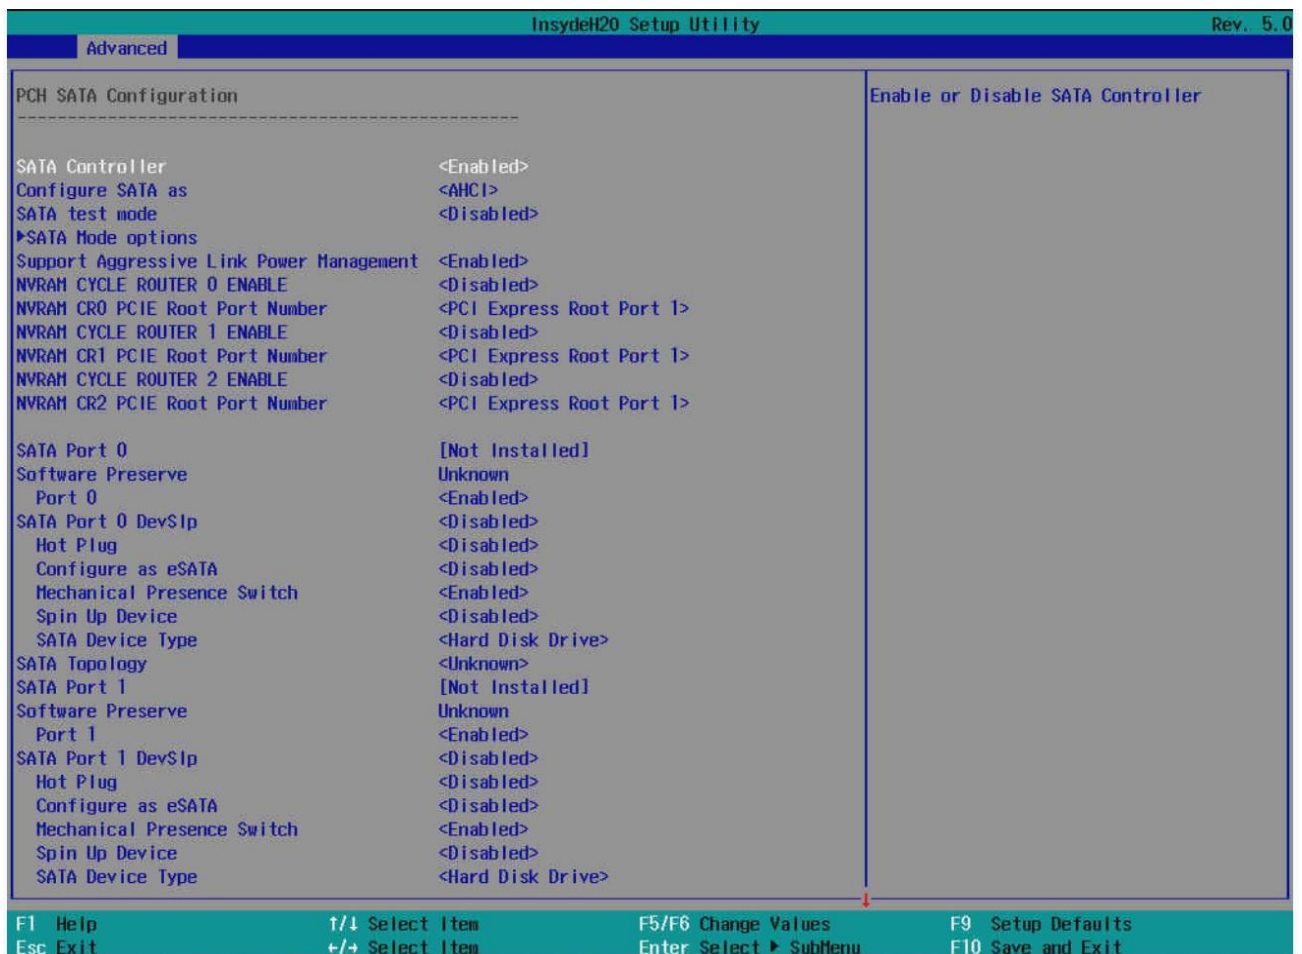 InsydeH20 Setup Utility Rev. 5.0
Advanced
PCH SATA Configuration
Enable or Disable SATA Controller
--------------------------------------------------
SATA Controller <Enabled>
Configure SATA as <AHCI>
SATA test mode <Disabled>
▶SATA Mode options
Support Aggressive Link Power Management <Enabled>
NVRAM CYCLE ROUTER 0 ENABLE <Disabled>
NVRAM CR0 PCIE Root Port Number <PCI Express Root Port 1>
NVRAM CYCLE ROUTER 1 ENABLE <Disabled>
NVRAM CR1 PCIE Root Port Number <PCI Express Root Port 1>
NVRAM CYCLE ROUTER 2 ENABLE <Disabled>
NVRAM CR2 PCIE Root Port Number <PCI Express Root Port 1>
SATA Port 0 [Not Installed]
Software Preserve Unknown
Port 0 <Enabled>
SATA Port 0 DevSlp <Disabled>
Hot Plug <Disabled>
Configure as eSATA <Disabled>
Mechanical Presence Switch <Enabled>
Spin Up Device <Disabled>
SATA Device Type <Hard Disk Drive>
SATA Topology <Unknown>
SATA Port 1 [Not Installed]
Software Preserve Unknown
Port 1 <Enabled>
SATA Port 1 DevSlp <Disabled>
Hot Plug <Disabled>
Configure as eSATA <Disabled>
Mechanical Presence Switch <Enabled>
Spin Up Device <Disabled>
SATA Device Type <Hard Disk Drive>
F1 Help ↑/↓ Select Item F5/F6 Change Values F9 Setup Defaults
Esc Exit ←/→ Select Item Enter Select ▶ SubMenu F10 Save and Exit